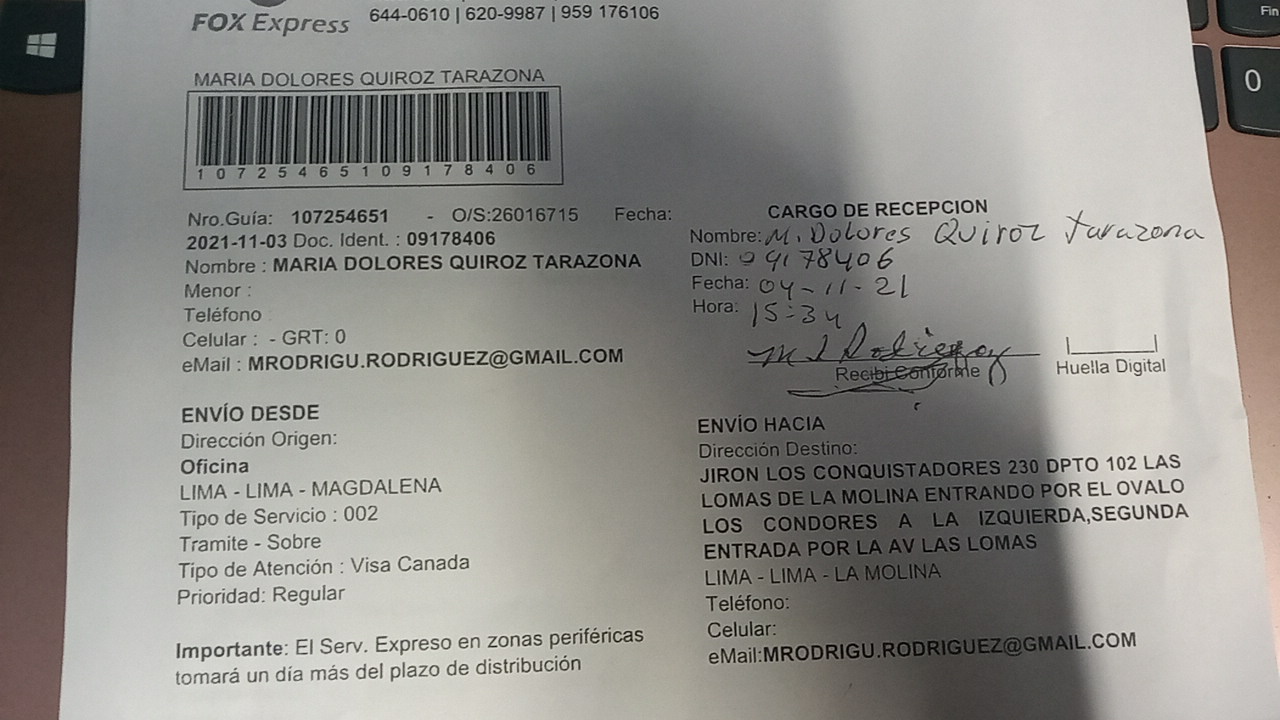 FOX Express
644-0610 | 620-9987 | 959 176106
Fin
0
MARIA DOLORES QUIROZ TARAZONA
10725465109178406
Nro.Guía: 107254651 - O/S:26016715 Fecha:
2021-11-03 Doc. Ident. : 09178406
Nombre : MARIA DOLORES QUIROZ TARAZONA
Menor :
Teléfono
Celular : - GRT: 0
eMail : MRODRIGU.RODRIGUEZ@GMAIL.COM
CARGO DE RECEPCION
Nombre: M. Dolores Quiroz Tarazona
DNI: 09178406
Fecha: 04-11-21
Hora: 15:34
Recibi Conforme
Huella Digital
ENVÍO DESDE
Dirección Origen:
Oficina
LIMA - LIMA - MAGDALENA
Tipo de Servicio : 002
Tramite - Sobre
Tipo de Atención : Visa Canada
Prioridad: Regular
Importante: El Serv. Expreso en zonas periféricas
tomará un día más del plazo de distribución
ENVÍO HACIA
Dirección Destino:
JIRON LOS CONQUISTADORES 230 DPTO 102 LAS
LOMAS DE LA MOLINA ENTRANDO POR EL OVALO
LOS CONDORES A LA IZQUIERDA,SEGUNDA
ENTRADA POR LA AV LAS LOMAS
LIMA - LIMA - LA MOLINA
Teléfono:
Celular:
eMail:MRODRIGU.RODRIGUEZ@GMAIL.COM